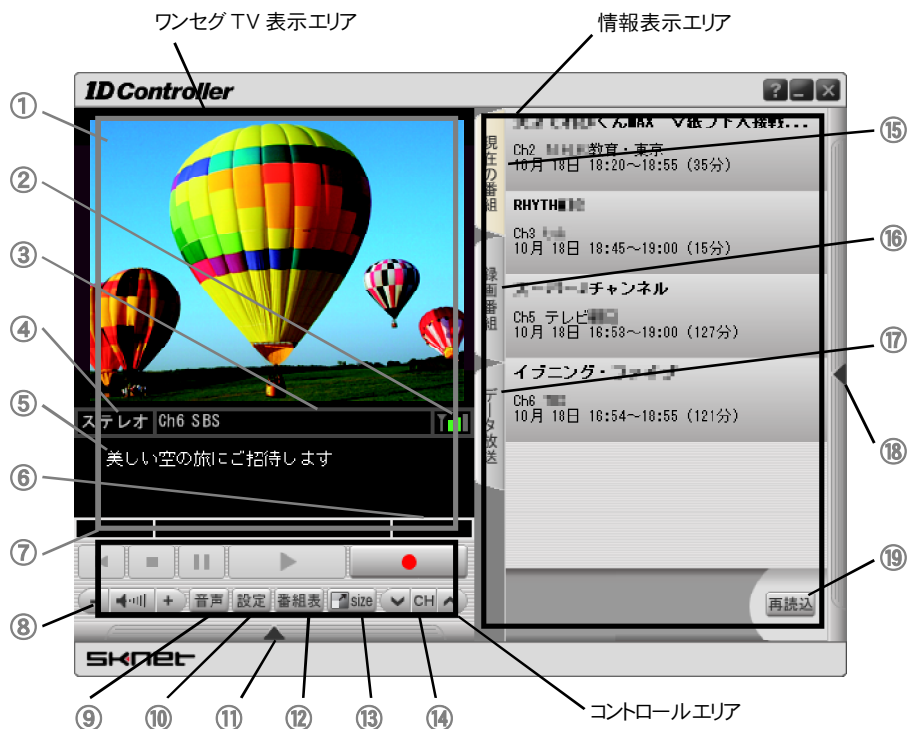 ワンセグ TV 表示エリア
情報表示エリア
1D Controller
?
①
②
③
④
⑤
⑥
⑦
⑧
ステレオ Ch6 SBS
美しい空の旅にご招待します
現在の番組
録画番組
データ放送
くん MAX
Ch2 教育・東京
10月 18日 18:20～18:55 (35分)
RHYTH
Ch3
10月 18日 18:45～19:00 (15分)
チャンネル
Ch5 テレビ
10月 18日 16:53～19:00 (127分)
イブニング・
Ch6
10月 18日 16:54～18:55 (121分)
再読込
⑮
⑯
⑰
⑱
⑲
- + 音声 設定 番組表 size CH
SKNET
⑨ ⑩ ⑪ ⑫ ⑬ ⑭
コントロールエリア